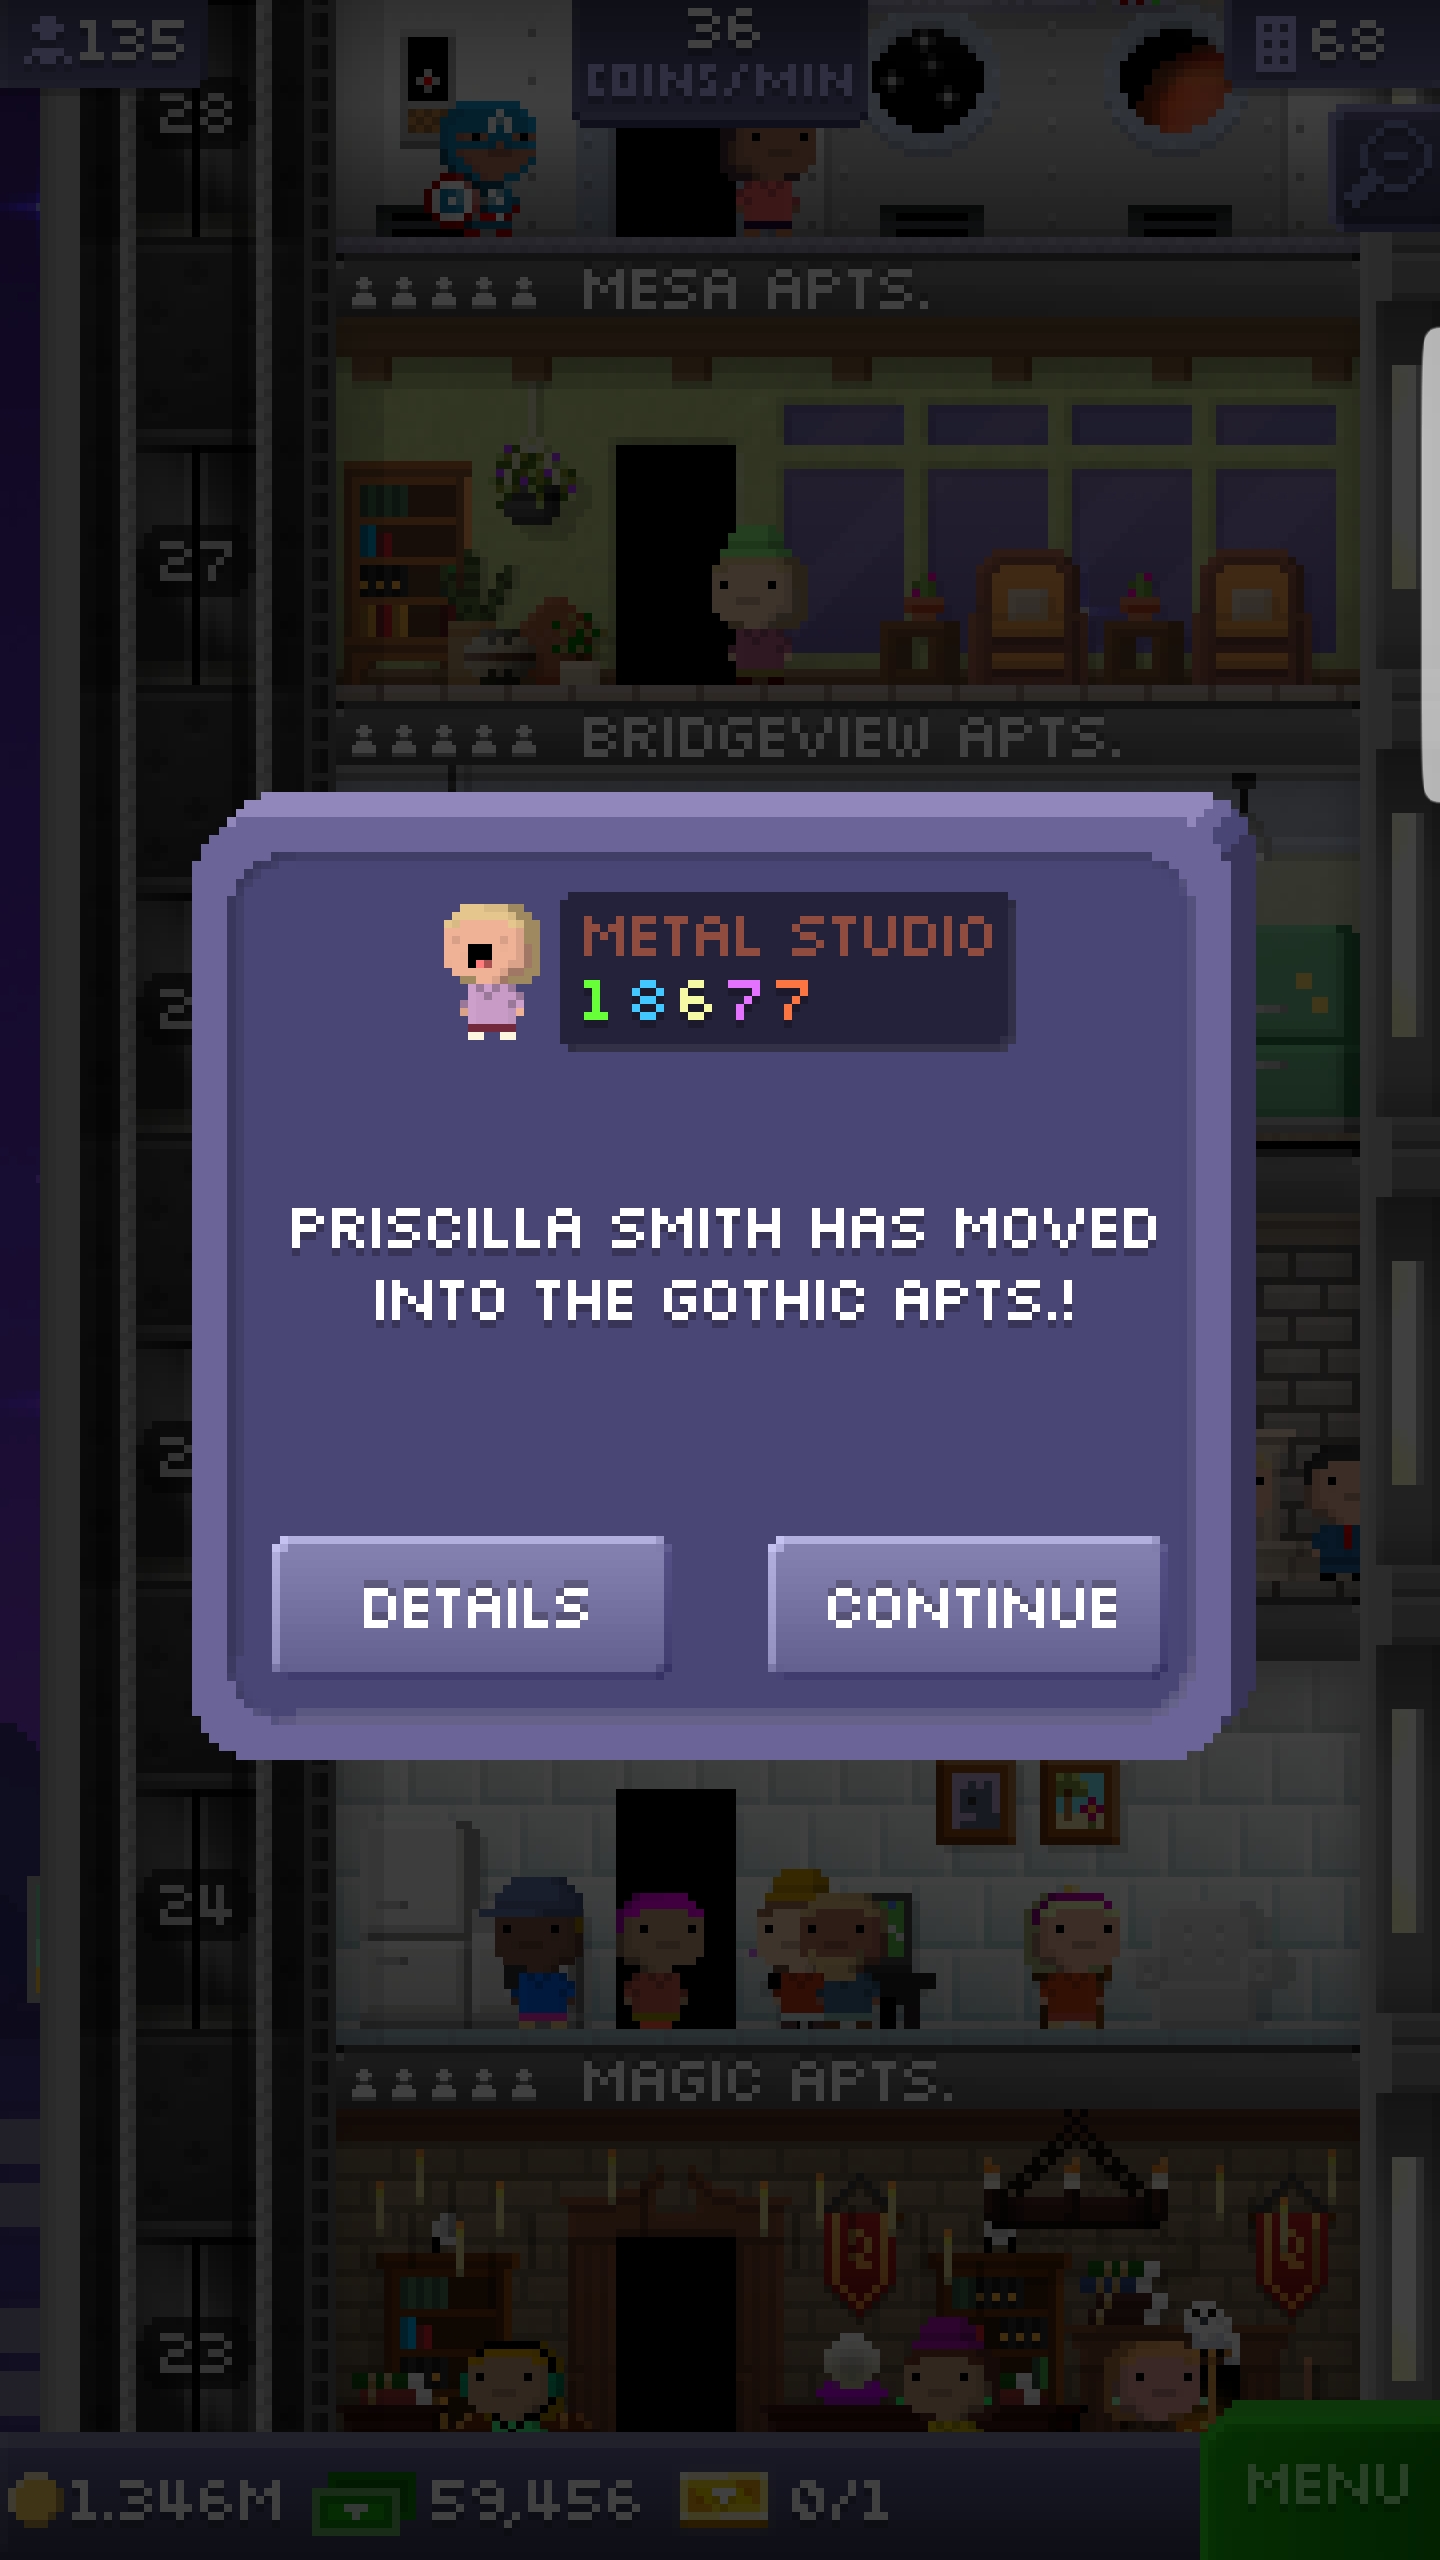 135
36
COINS/MIN
68
28
MESA APTS.
27
BRIDGEVIEW APTS.
METAL STUDIO
1 8 6 7 7
PRISCILLA SMITH HAS MOVED
INTO THE GOTHIC APTS.!
DETAILS
CONTINUE
24
MAGIC APTS.
23
1.346M
59,456
0/1
MENU